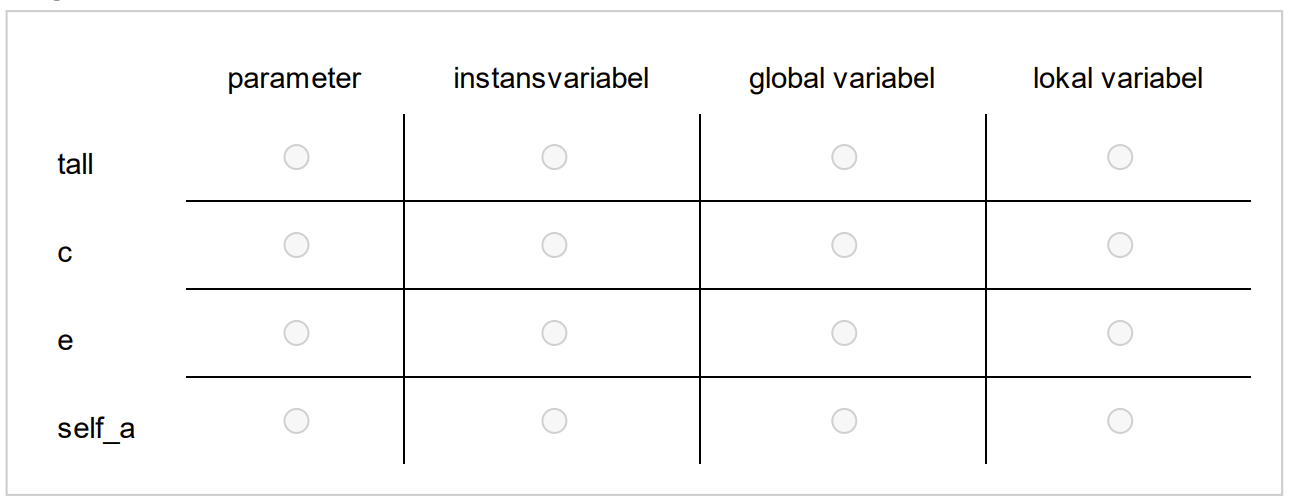 parameter instansvariabel global variabel lokal variabel
tall
c
e
self_a